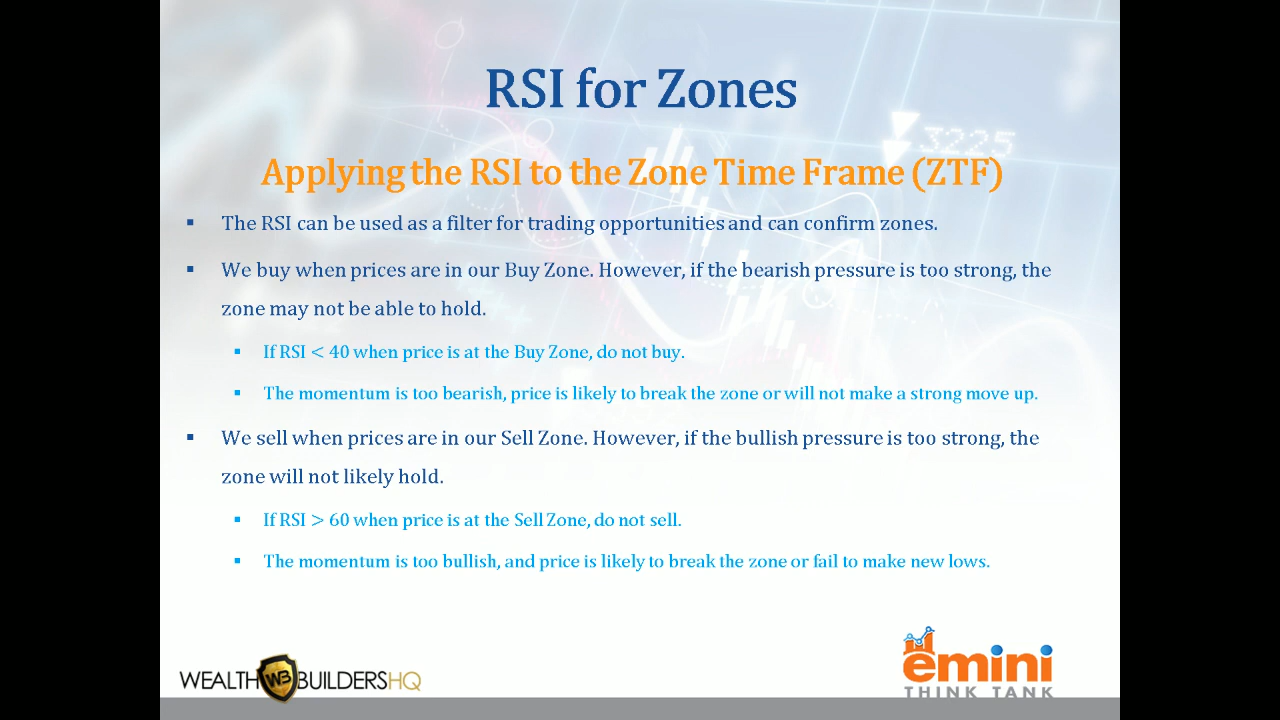 RSI for Zones
3225
Applying the RSI to the Zone Time Frame (ZTF)
▪ The RSI can be used as a filter for trading opportunities and can confirm zones.
▪ We buy when prices are in our Buy Zone. However, if the bearish pressure is too strong, the
zone may not be able to hold.
▪ If RSI < 40 when price is at the Buy Zone, do not buy.
▪ The momentum is too bearish, price is likely to break the zone or will not make a strong move up.
▪ We sell when prices are in our Sell Zone. However, if the bullish pressure is too strong, the
zone will not likely hold.
▪ If RSI > 60 when price is at the Sell Zone, do not sell.
▪ The momentum is too bullish, and price is likely to break the zone or fail to make new lows.
WEALTH WB BUILDERSHQ
emini
THINK TANK